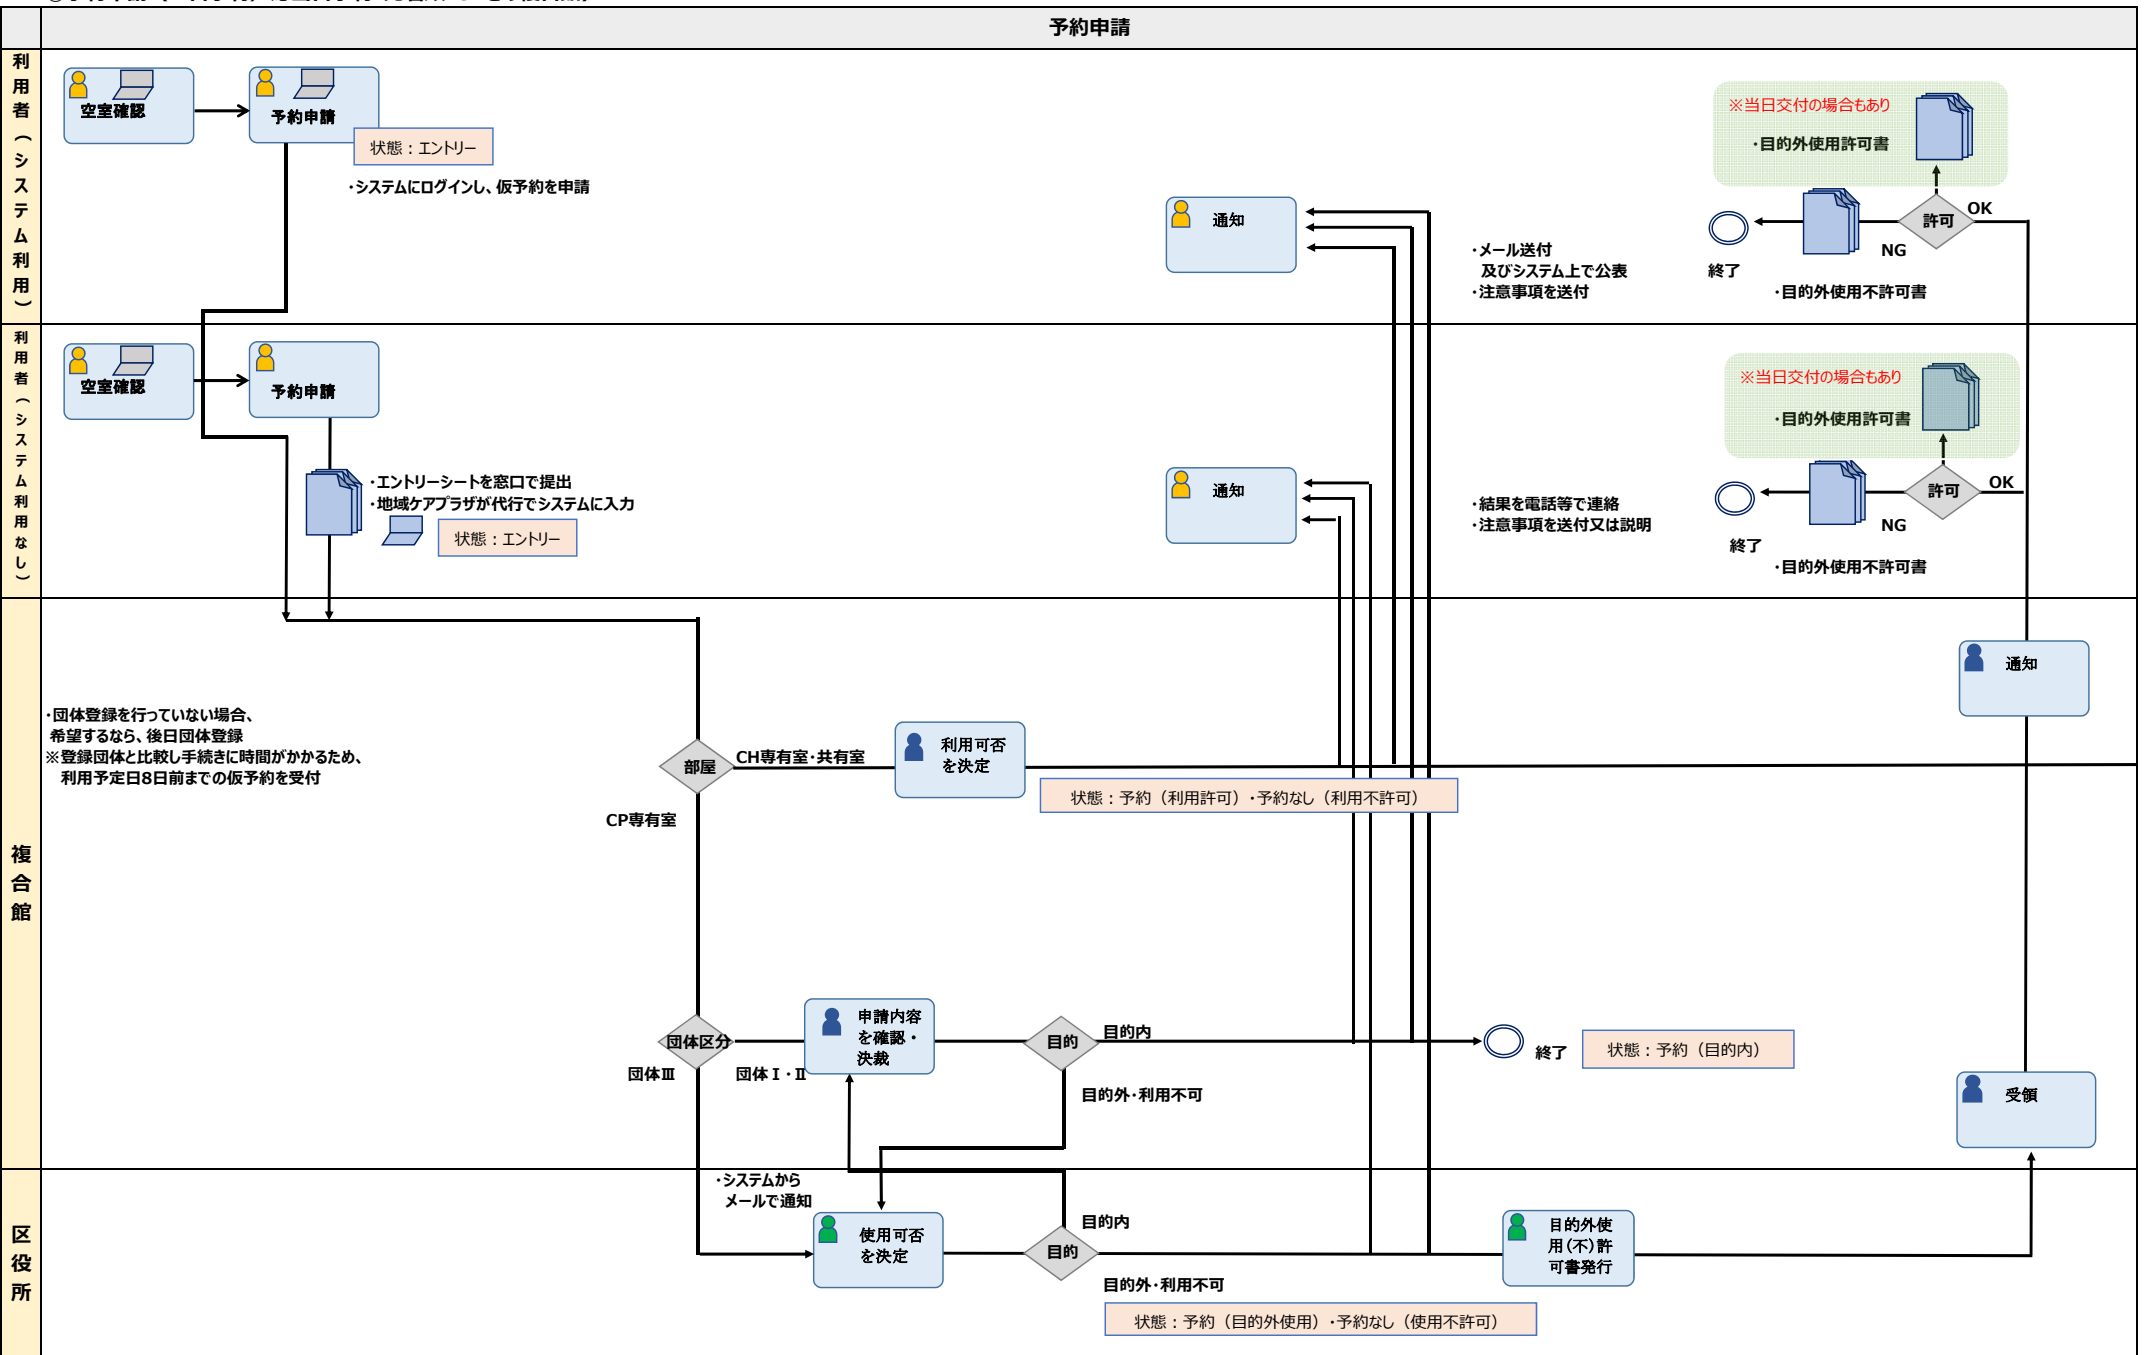 予約申請
利用者（システム利用）
空室確認
予約申請
状態：エントリー
・システムにログインし、仮予約を申請
通知
・メール送付
及びシステム上で公表
・注意事項を送付
※当日交付の場合もあり
・目的外使用許可書
許可
OK
NG
終了
・目的外使用不許可書
利用者（システム利用なし）
空室確認
予約申請
・エントリーシートを窓口で提出
・地域ケアプラザが代行でシステムに入力
状態：エントリー
通知
・結果を電話等で連絡
・注意事項を送付又は説明
※当日交付の場合もあり
・目的外使用許可書
許可
OK
NG
終了
・目的外使用不許可書
複合館
・団体登録を行っていない場合、
希望するなら、後日団体登録
※登録団体と比較し手続きに時間がかかるため、
利用予定日8日前までの仮予約を受付
部屋
CH専有室・共有室
CP専有室
利用可否
を決定
状態：予約（利用許可）・予約なし（利用不許可）
通知
団体区分
団体Ⅲ
団体Ⅰ・Ⅱ
申請内容
を確認・
決裁
目的
目的内
目的外・利用不可
終了
状態：予約（目的内）
受領
区役所
・システムから
メールで通知
使用可否
を決定
目的
目的内
目的外・利用不可
状態：予約（目的外使用）・予約なし（使用不許可）
目的外使
用(不)許
可書発行